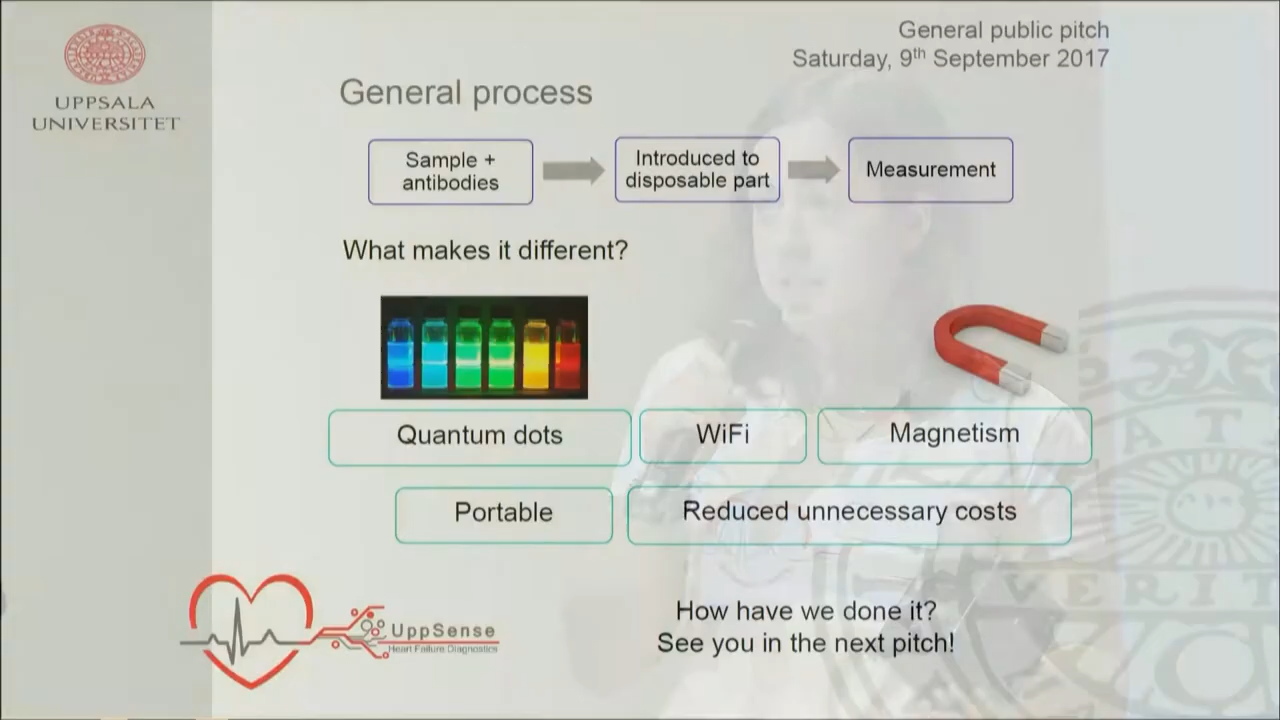 UPPSALA
UNIVERSITET
General public pitch
Saturday, 9th September 2017
General process
Sample +
antibodies
Introduced to
disposable part
Measurement
What makes it different?
Quantum dots
WiFi
Magnetism
Portable
Reduced unnecessary costs
UppSense
Heart Failure Diagnostics
How have we done it?
See you in the next pitch!